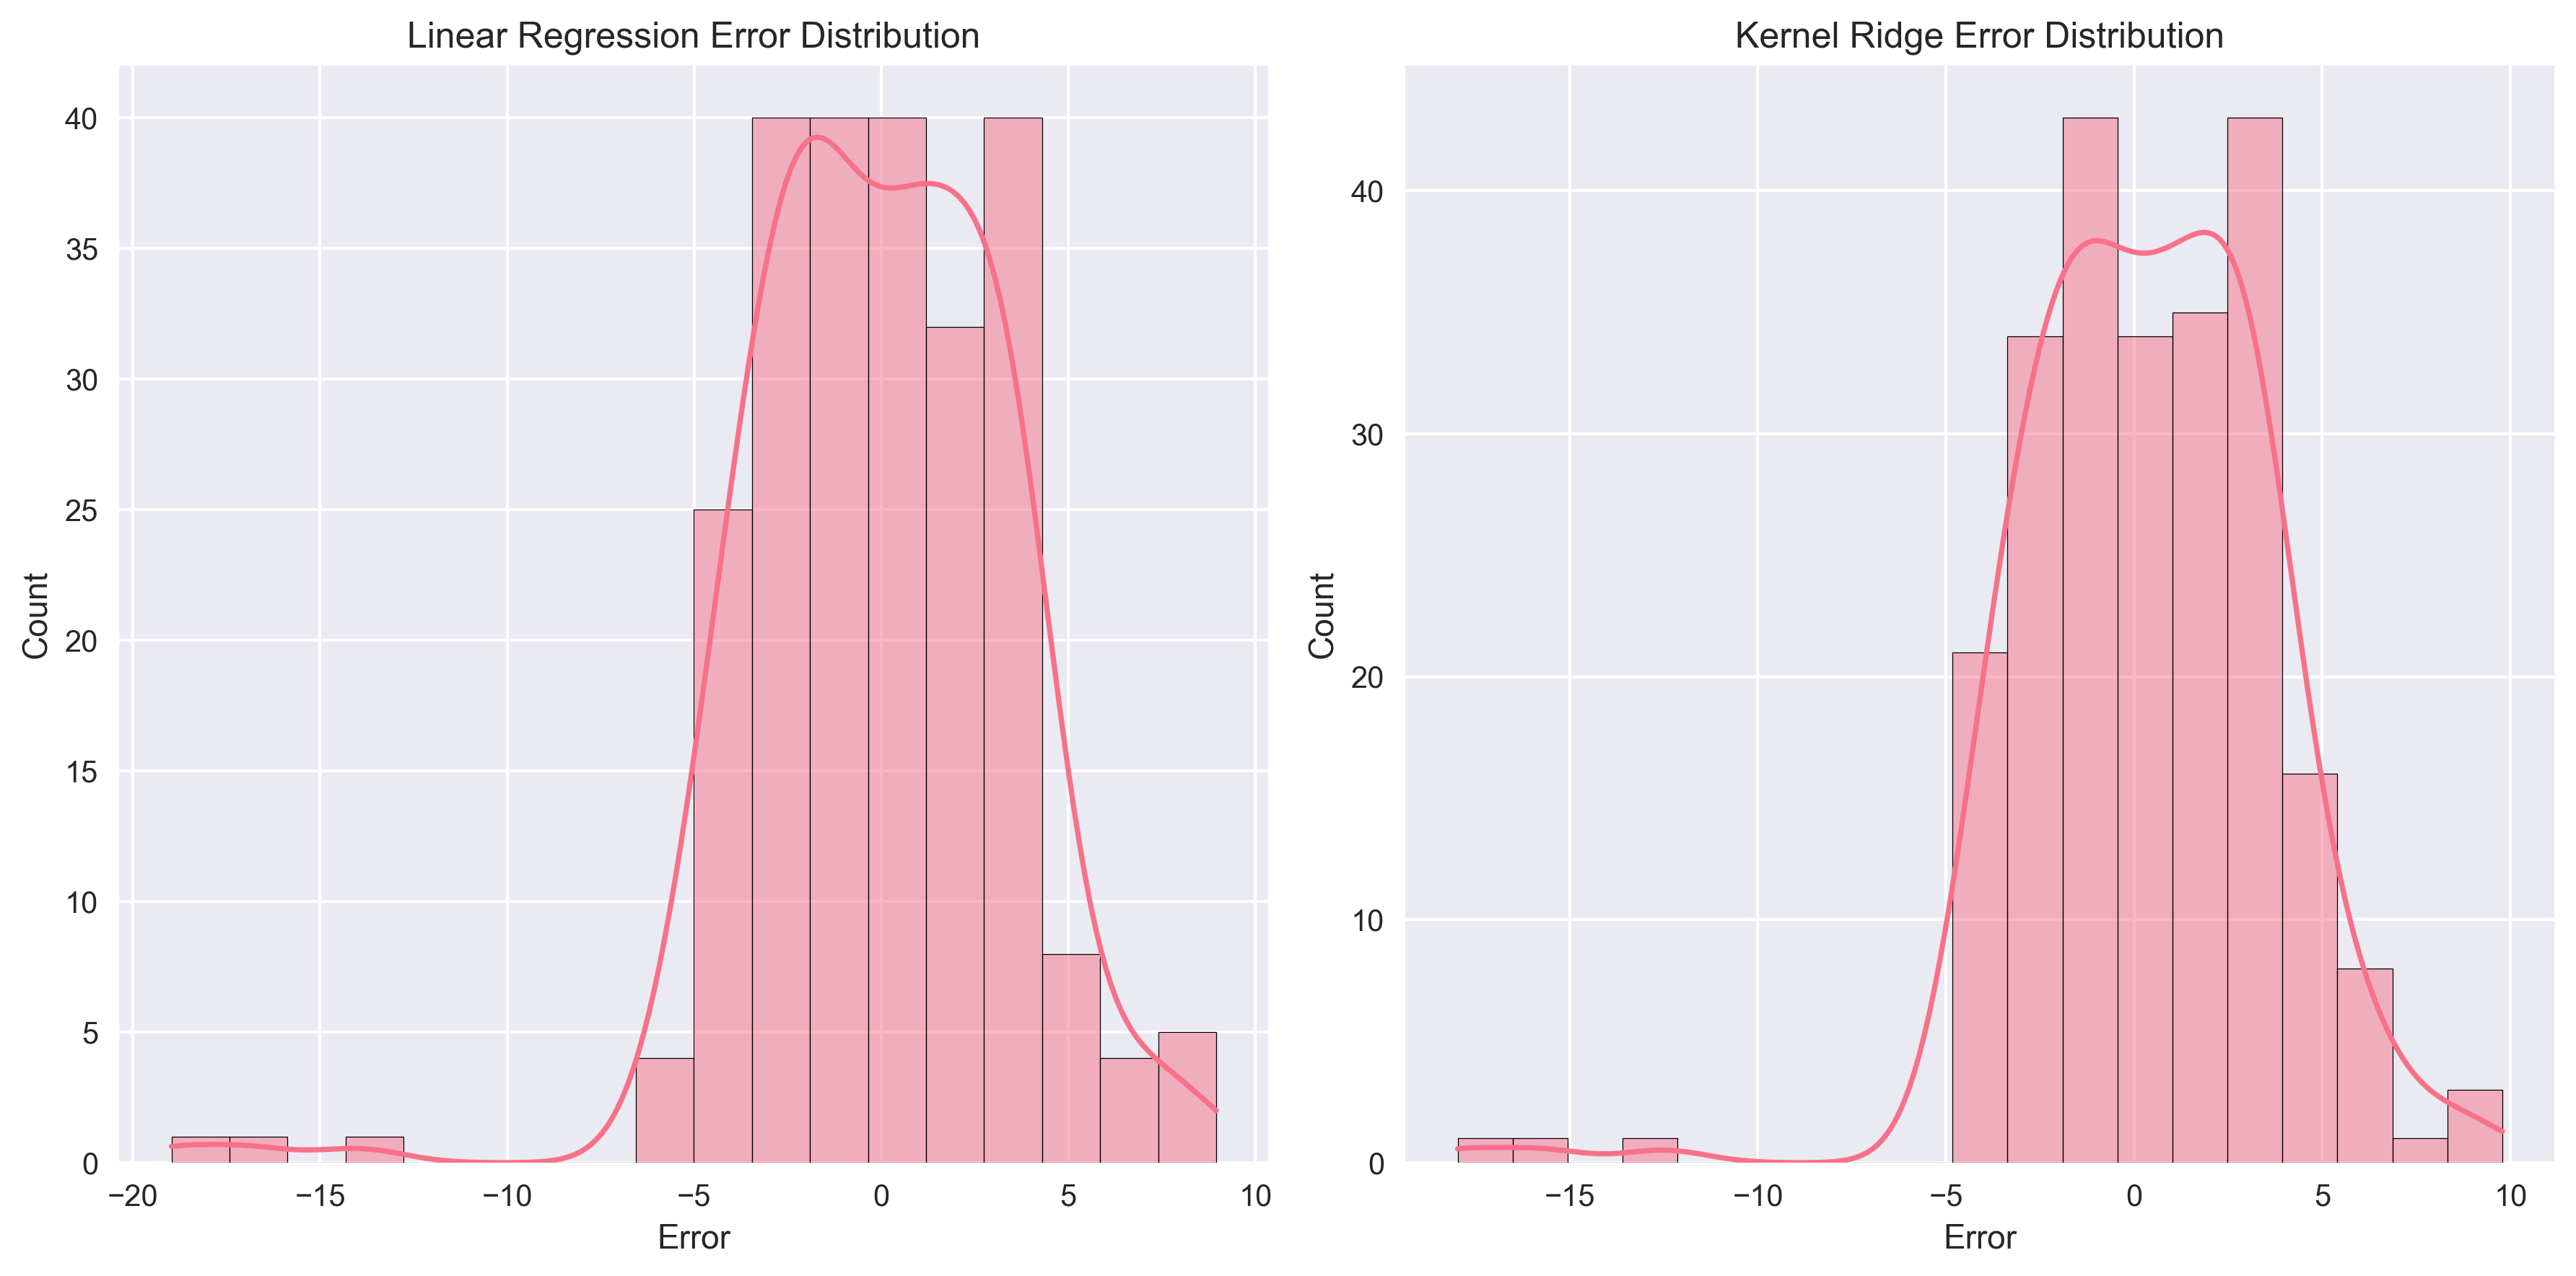 Linear Regression Error Distribution
40
35
30
25
20
15
10
5
0
Count
−20 −15 −10 −5 0 5 10
Error
Kernel Ridge Error Distribution
40
30
20
10
0
Count
−15 −10 −5 0 5 10
Error